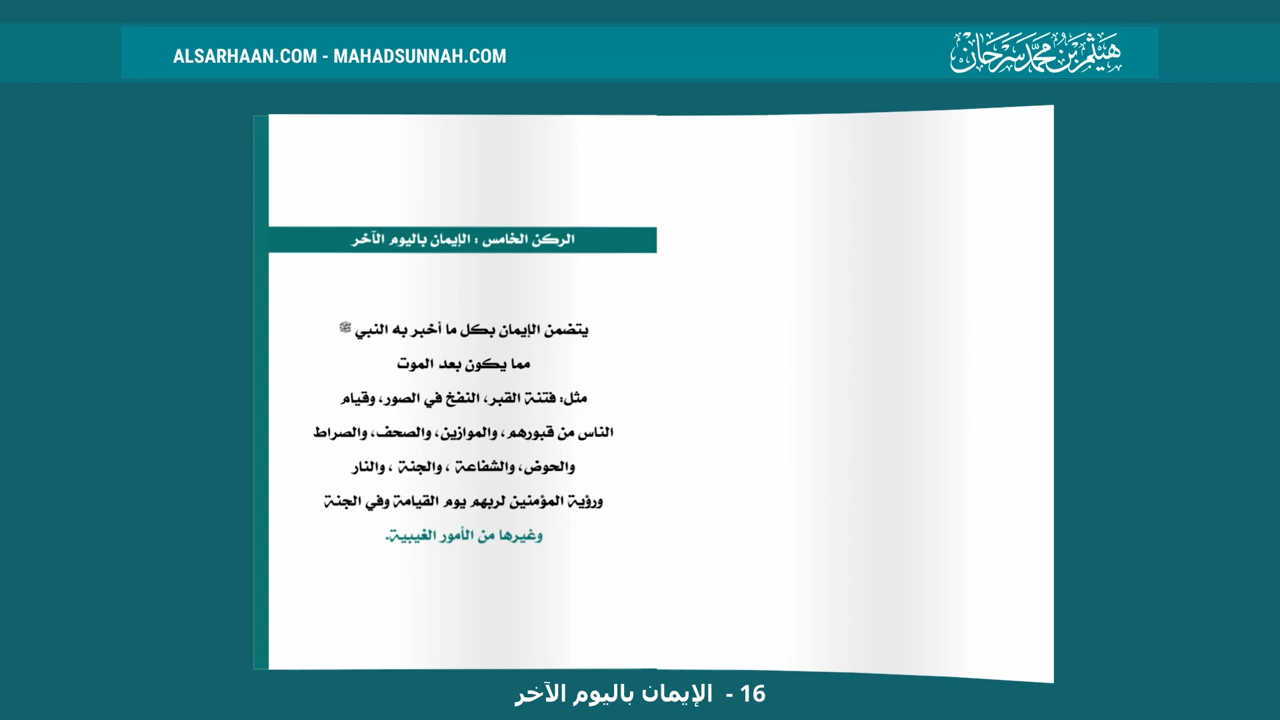 ALSARHAAN.COM - MAHADSUNNAH.COM
هيثم بن محمد سرحان
الركن الخامس : الإيمان باليوم الآخر
يتضمن الإيمان بكل ما أخبر به النبي ﷺ
مما يكون بعد الموت
مثل: فتنة القبر، النفخ في الصور، وقيام
الناس من قبورهم، والموازين، والصحف، والصراط
والحوض، والشفاعة ، والجنة ، والنار
ورؤية المؤمنين لربهم يوم القيامة وفي الجنة
وغيرها من الأمور الغيبية.
16 - الإيمان باليوم الآخر